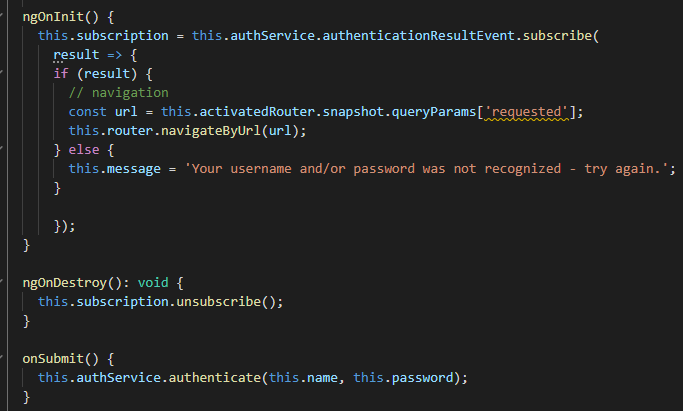 ngOnInit() {
this.subscription = this.authService.authenticationResultEvent.subscribe(
result => {
if (result) {
// navigation
const url = this.activatedRouter.snapshot.queryParams['requested'];
this.router.navigateByUrl(url);
} else {
this.message = 'Your username and/or password was not recognized - try again.';
}
});
}
ngOnDestroy(): void {
this.subscription.unsubscribe();
}
onSubmit() {
this.authService.authenticate(this.name, this.password);
}